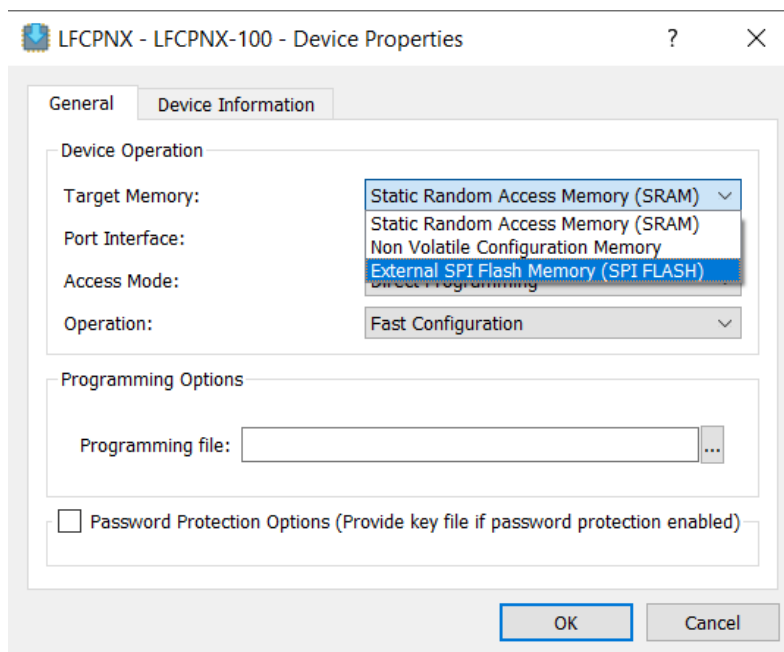 LFCPNX - LFCPNX-100 - Device Properties ? ×
General Device Information
Device Operation
Target Memory: Static Random Access Memory (SRAM)
Static Random Access Memory (SRAM)
Port Interface:
Non Volatile Configuration Memory
External SPI Flash Memory (SPI FLASH)
Access Mode: Direct Programming
Operation: Fast Configuration
Programming Options
Programming file: ...
Password Protection Options (Provide key file if password protection enabled)
OK Cancel